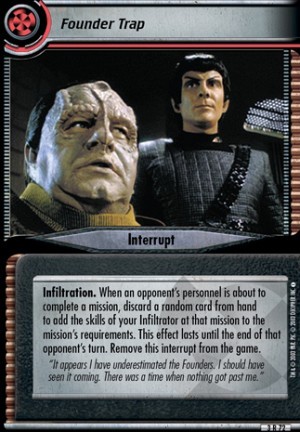 Founder Trap
Interrupt
Infiltration. When an opponent's personnel is about to
complete a mission, discard a random card from hand
to add the skills of your Infiltrator at that mission to the
mission's requirements. This effect lasts until the end of
that opponent's turn. Remove this interrupt from the game.
"It appears I have underestimated the Founders. I should have
seen it coming. There was a time when nothing got past me."